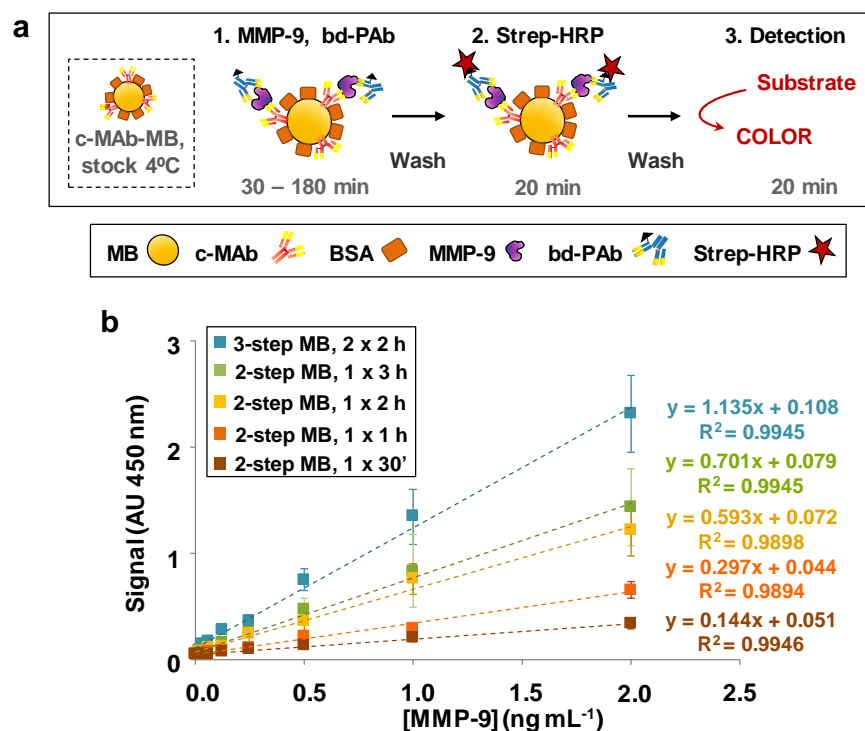 a
1. MMP-9, bd-PAb
2. Strep-HRP
3. Detection
c-MAb-MB,
stock 4ºC
Wash
Wash
Substrate
COLOR
30 – 180 min
20 min
20 min
MB
c-MAb
BSA
MMP-9
bd-PAb
Strep-HRP
b
3-step MB, 2 x 2 h
2-step MB, 1 x 3 h
2-step MB, 1 x 2 h
2-step MB, 1 x 1 h
2-step MB, 1 x 30’
Signal (AU 450 nm)
3
2
1
0
0.0
0.5
1.0
1.5
2.0
2.5
[MMP-9] (ng mL⁻¹)
y = 1.135x + 0.108
R² = 0.9945
y = 0.701x + 0.079
R² = 0.9945
y = 0.593x + 0.072
R² = 0.9898
y = 0.297x + 0.044
R² = 0.9894
y = 0.144x + 0.051
R² = 0.9946